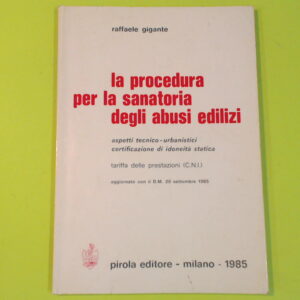 raffaele gigante
la procedura
per la sanatoria
degli abusi edilizi
aspetti tecnico-urbanistici
certificazione di idoneità statica
tariffa delle prestazioni (C.N.I.)
aggiornato con il D.M. 20 settembre 1985
pirola editore - milano - 1985